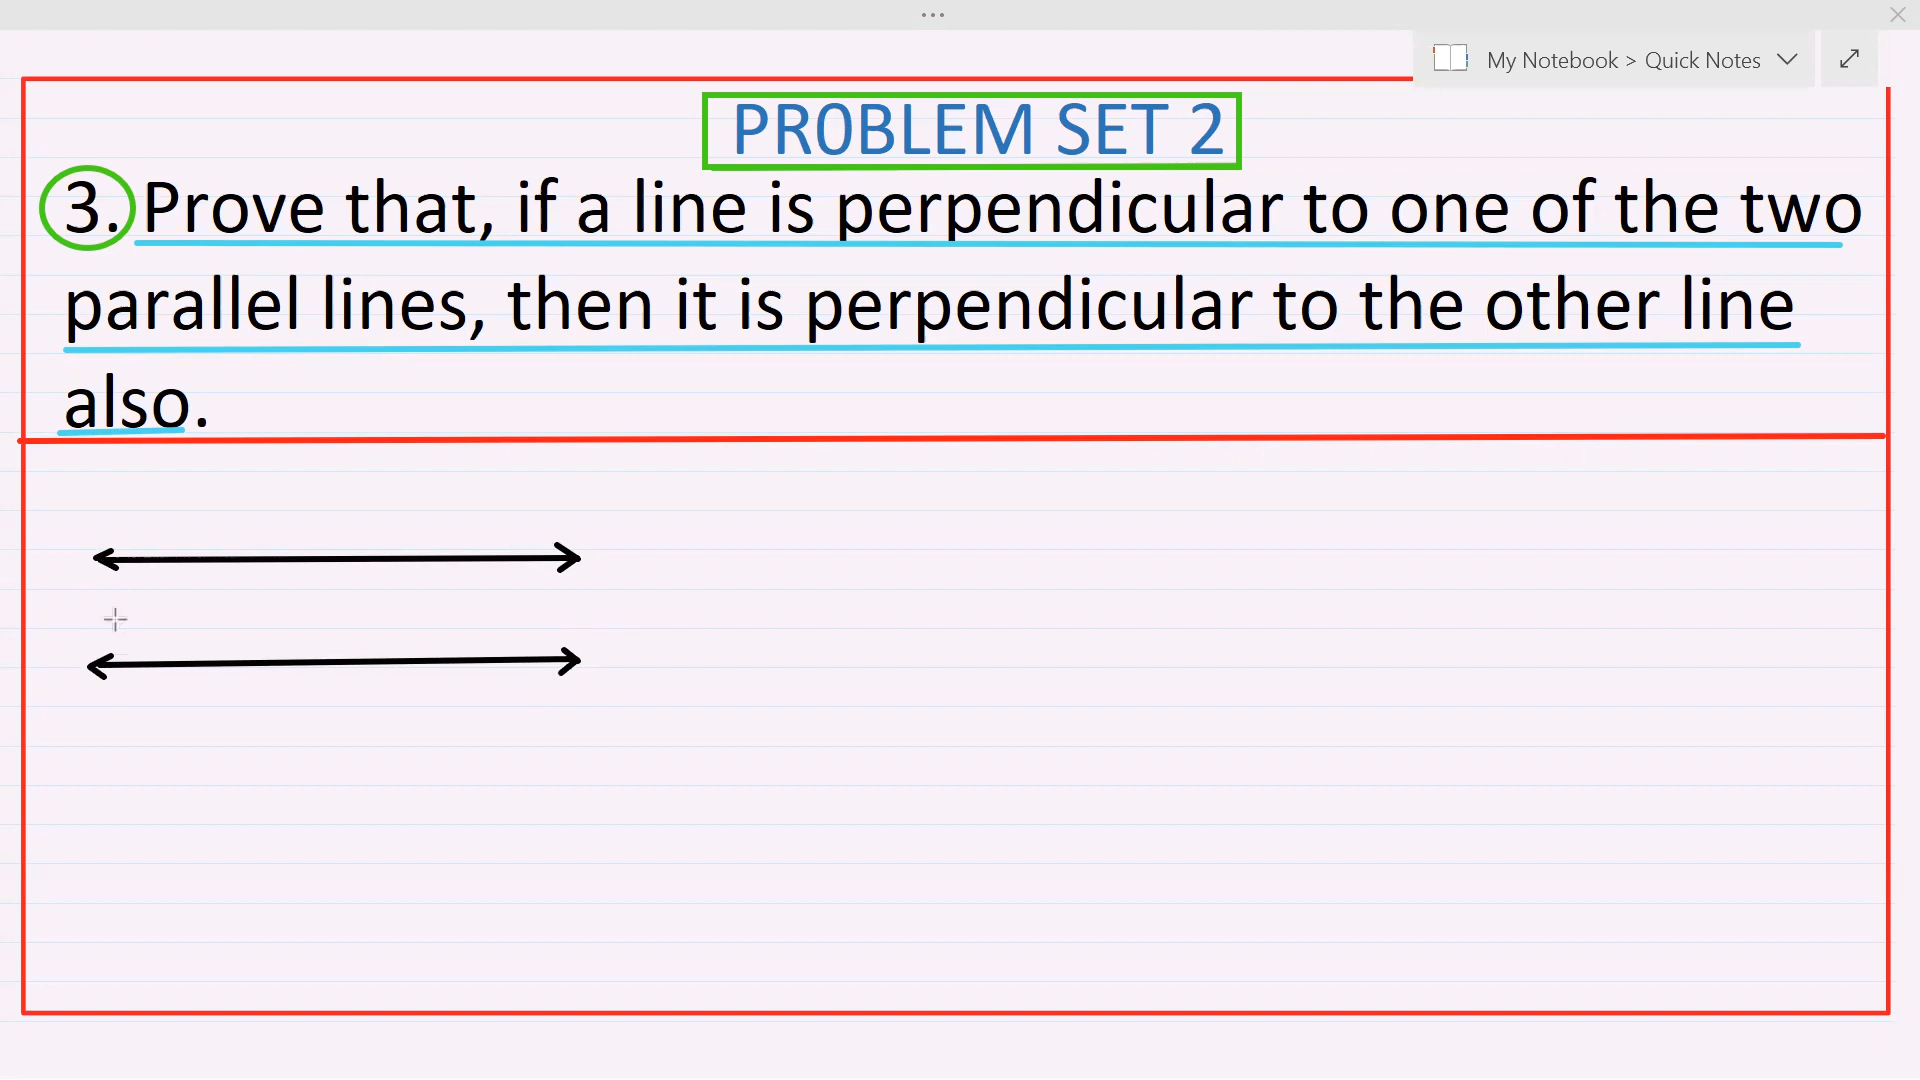 My Notebook > Quick Notes
PR0BLEM SET 2
3. Prove that, if a line is perpendicular to one of the two
parallel lines, then it is perpendicular to the other line
also.